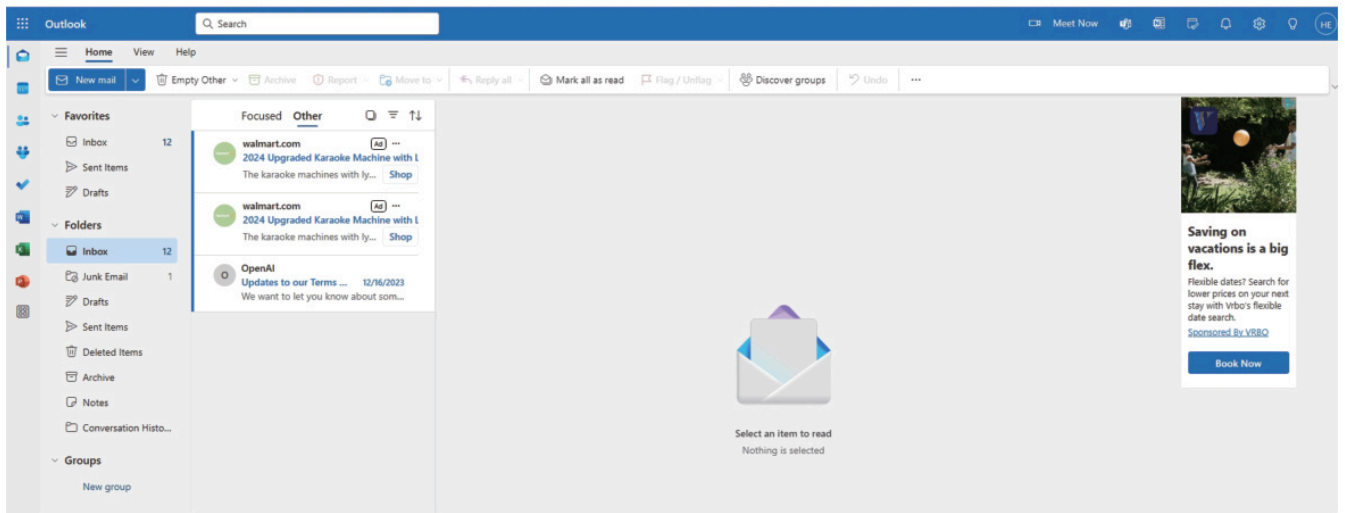 Outlook
Search
Meet Now
HE
Home View Help
New mail Empty Other Archive Report Move to Reply all Mark all as read Flag / Unflag Discover groups Undo ...
Favorites
Inbox 12
Sent Items
Drafts
Folders
Inbox 12
Junk Email 1
Drafts
Sent Items
Deleted Items
Archive
Notes
Conversation Histo...
Groups
New group
Focused Other
walmart.com Ad ...
2024 Upgraded Karaoke Machine with L
The karaoke machines with ly... Shop
walmart.com Ad ...
2024 Upgraded Karaoke Machine with L
The karaoke machines with ly... Shop
O
OpenAI
Updates to our Terms ... 12/16/2023
We want to let you know about som...
Select an item to read
Nothing is selected
Saving on
vacations is a big
flex.
Flexible dates? Search for
lower prices on your next
stay with Vrbo's flexible
date search.
Sponsored By VRBO
Book Now